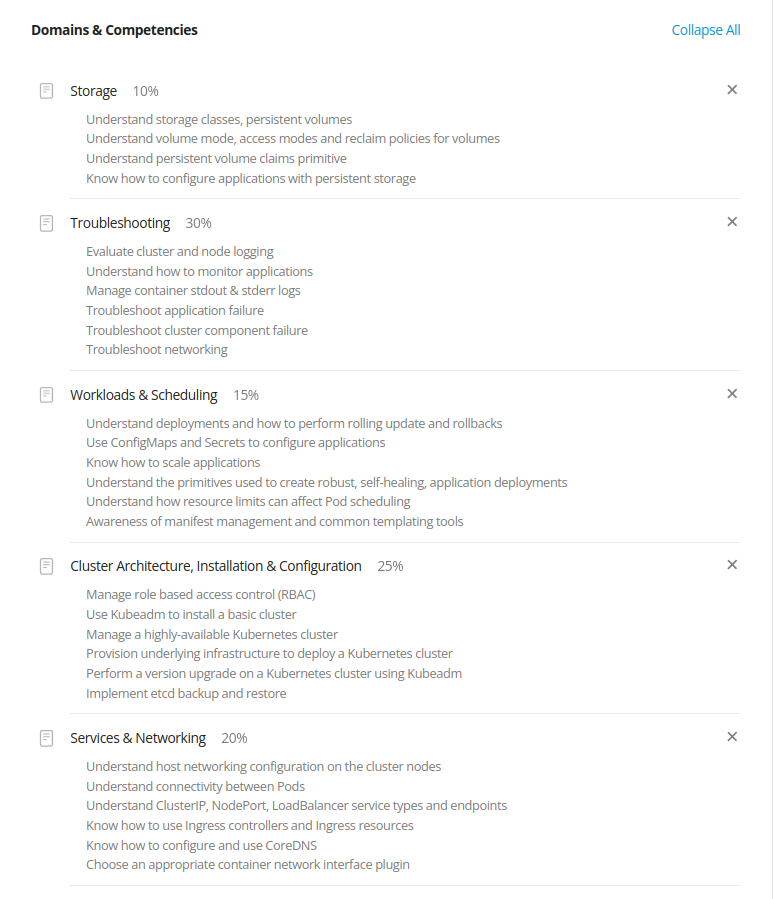 Domains & Competencies
Collapse All
Storage 10%
Understand storage classes, persistent volumes
Understand volume mode, access modes and reclaim policies for volumes
Understand persistent volume claims primitive
Know how to configure applications with persistent storage
Troubleshooting 30%
Evaluate cluster and node logging
Understand how to monitor applications
Manage container stdout & stderr logs
Troubleshoot application failure
Troubleshoot cluster component failure
Troubleshoot networking
Workloads & Scheduling 15%
Understand deployments and how to perform rolling update and rollbacks
Use ConfigMaps and Secrets to configure applications
Know how to scale applications
Understand the primitives used to create robust, self-healing, application deployments
Understand how resource limits can affect Pod scheduling
Awareness of manifest management and common templating tools
Cluster Architecture, Installation & Configuration 25%
Manage role based access control (RBAC)
Use Kubeadm to install a basic cluster
Manage a highly-available Kubernetes cluster
Provision underlying infrastructure to deploy a Kubernetes cluster
Perform a version upgrade on a Kubernetes cluster using Kubeadm
Implement etcd backup and restore
Services & Networking 20%
Understand host networking configuration on the cluster nodes
Understand connectivity between Pods
Understand ClusterIP, NodePort, LoadBalancer service types and endpoints
Know how to use Ingress controllers and Ingress resources
Know how to configure and use CoreDNS
Choose an appropriate container network interface plugin